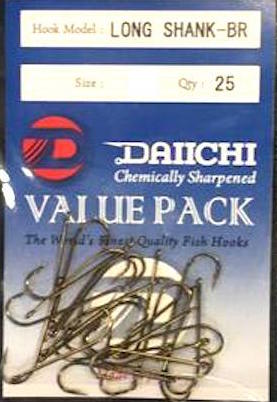 Hook Model : LONG SHANK-BR
Size : Qty : 25
DAIICHI
Chemically Sharpened
VALUE PACK
The World's Finest Quality Fish Hooks